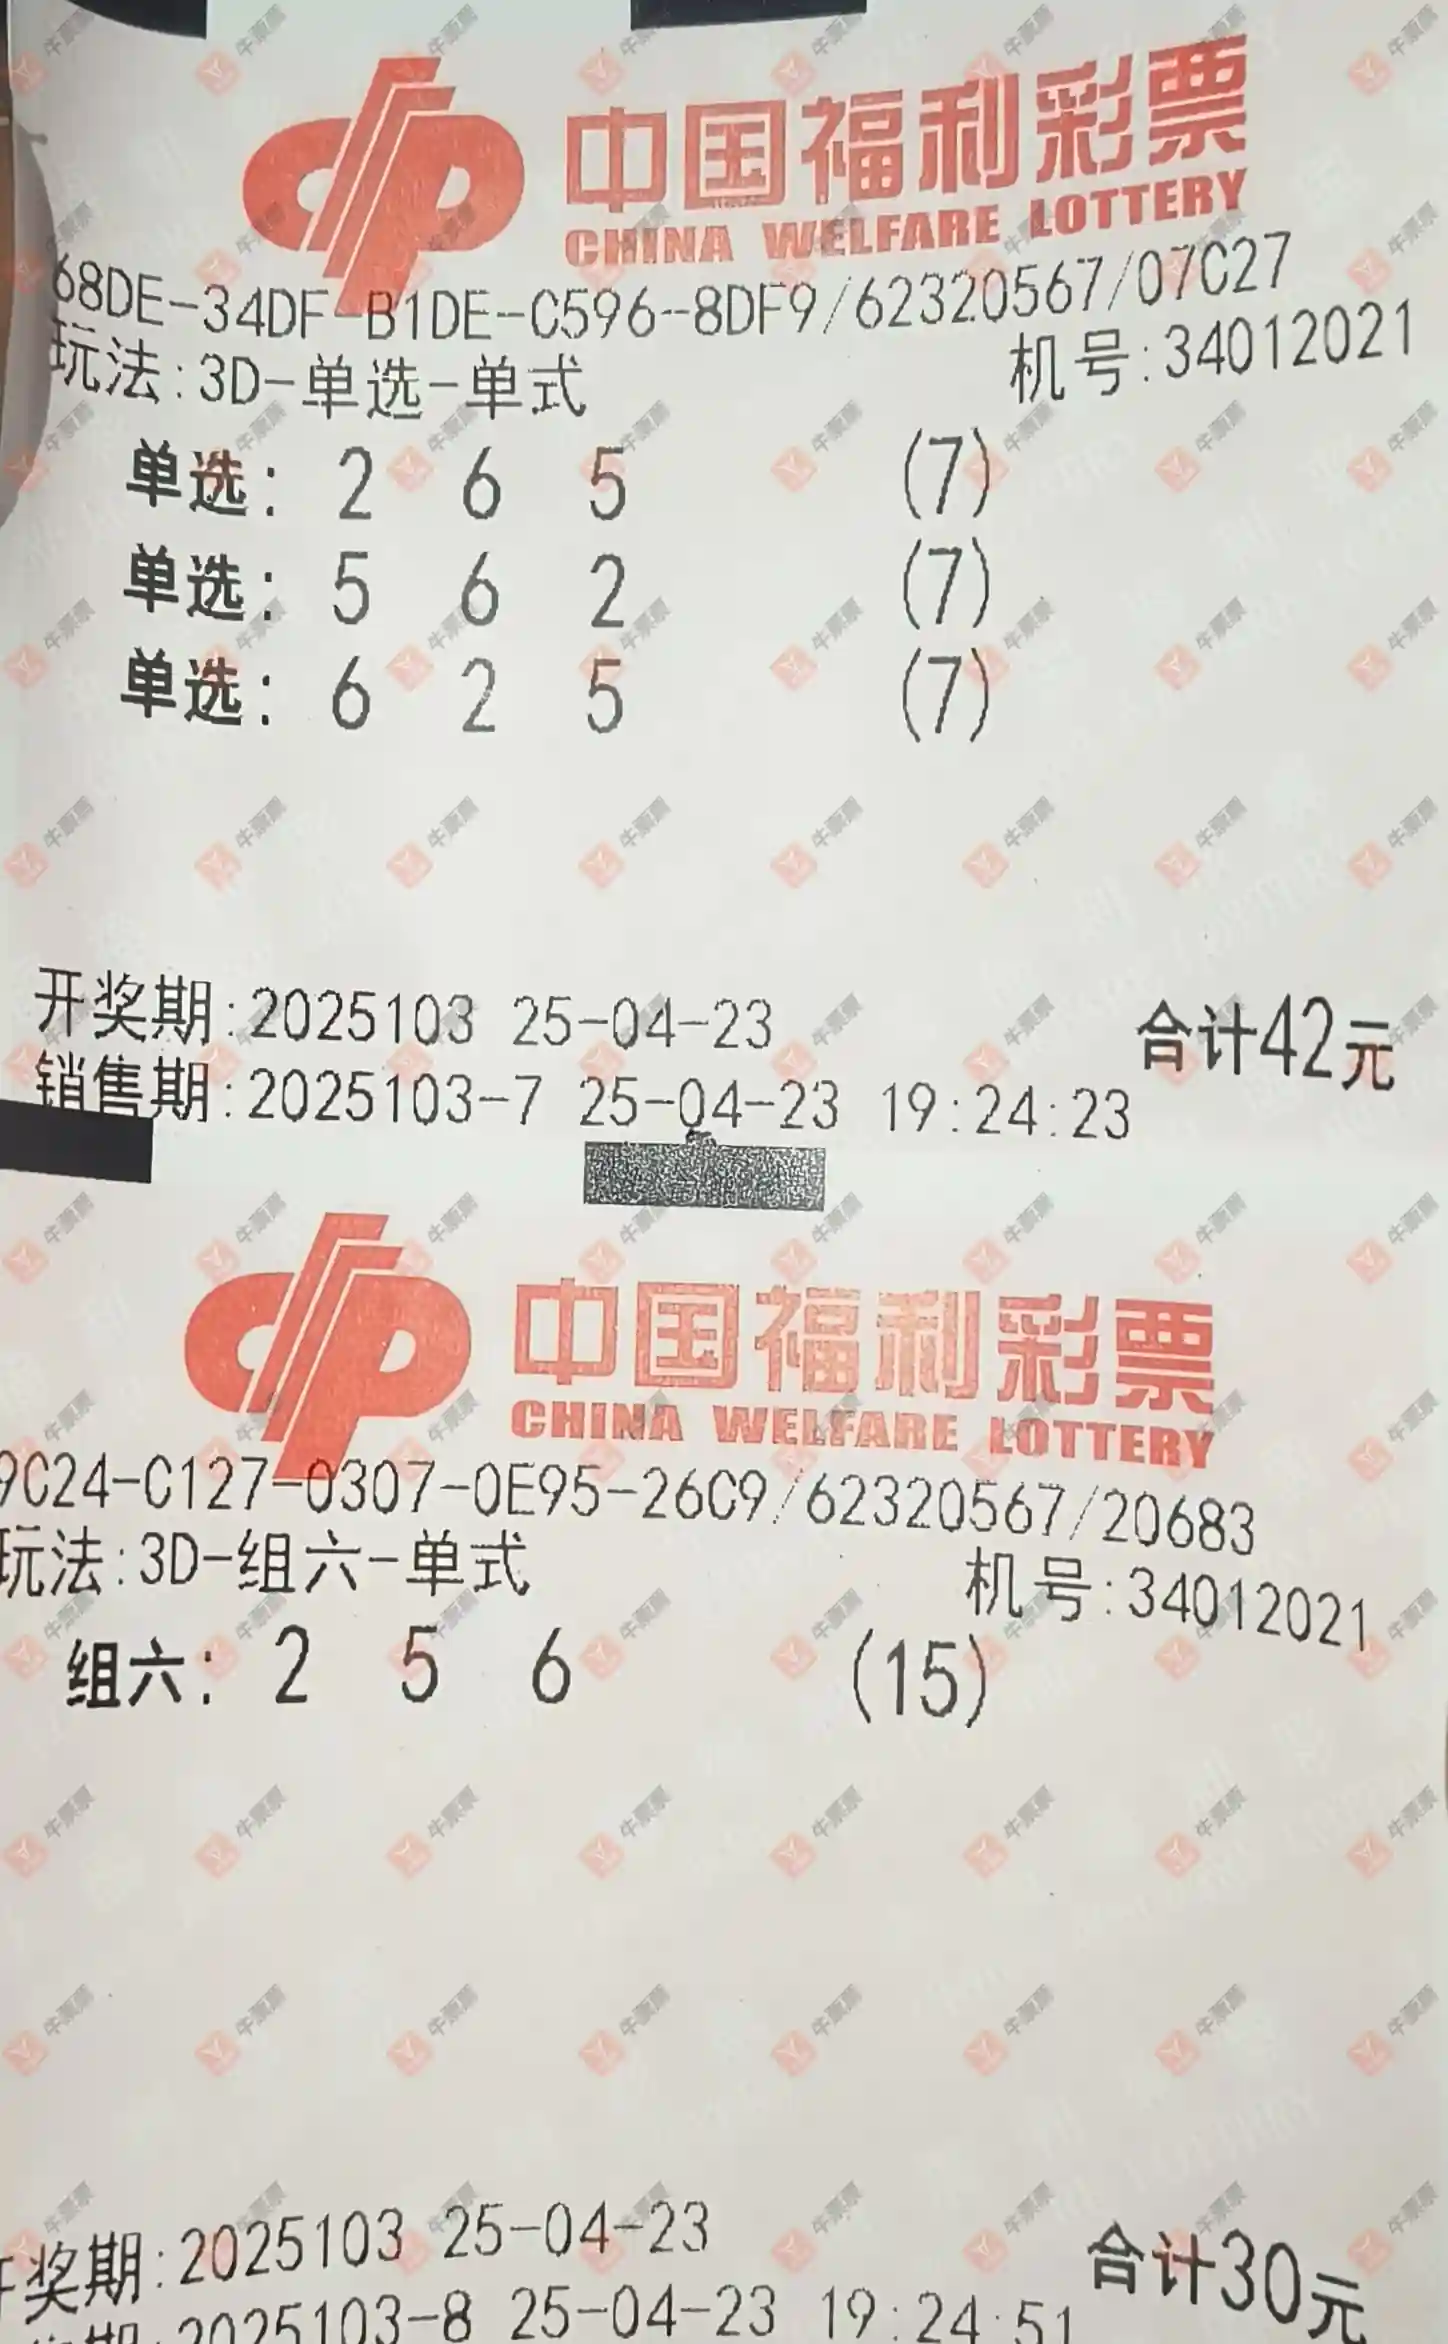 中国福利彩票
CHINA WELFARE LOTTERY
68DE-34DF-B1DE-C596-8DF9/62320567/07C27
玩法:3D-单选-单式 机号:34012021
单选: 2 6 5 (7)
单选: 5 6 2 (7)
单选: 6 2 5 (7)
开奖期:2025103 25-04-23 合计42元
销售期:2025103-7 25-04-23 19:24:23
中国福利彩票
CHINA WELFARE LOTTERY
9C24-C127-0307-0E95-26C9/62320567/20683
玩法:3D-组六-单式 机号:34012021
组六: 2 5 6 (15)
开奖期:2025103 25-04-23 合计30元
2025103-8 25-04-23 19:24:51
牛票票